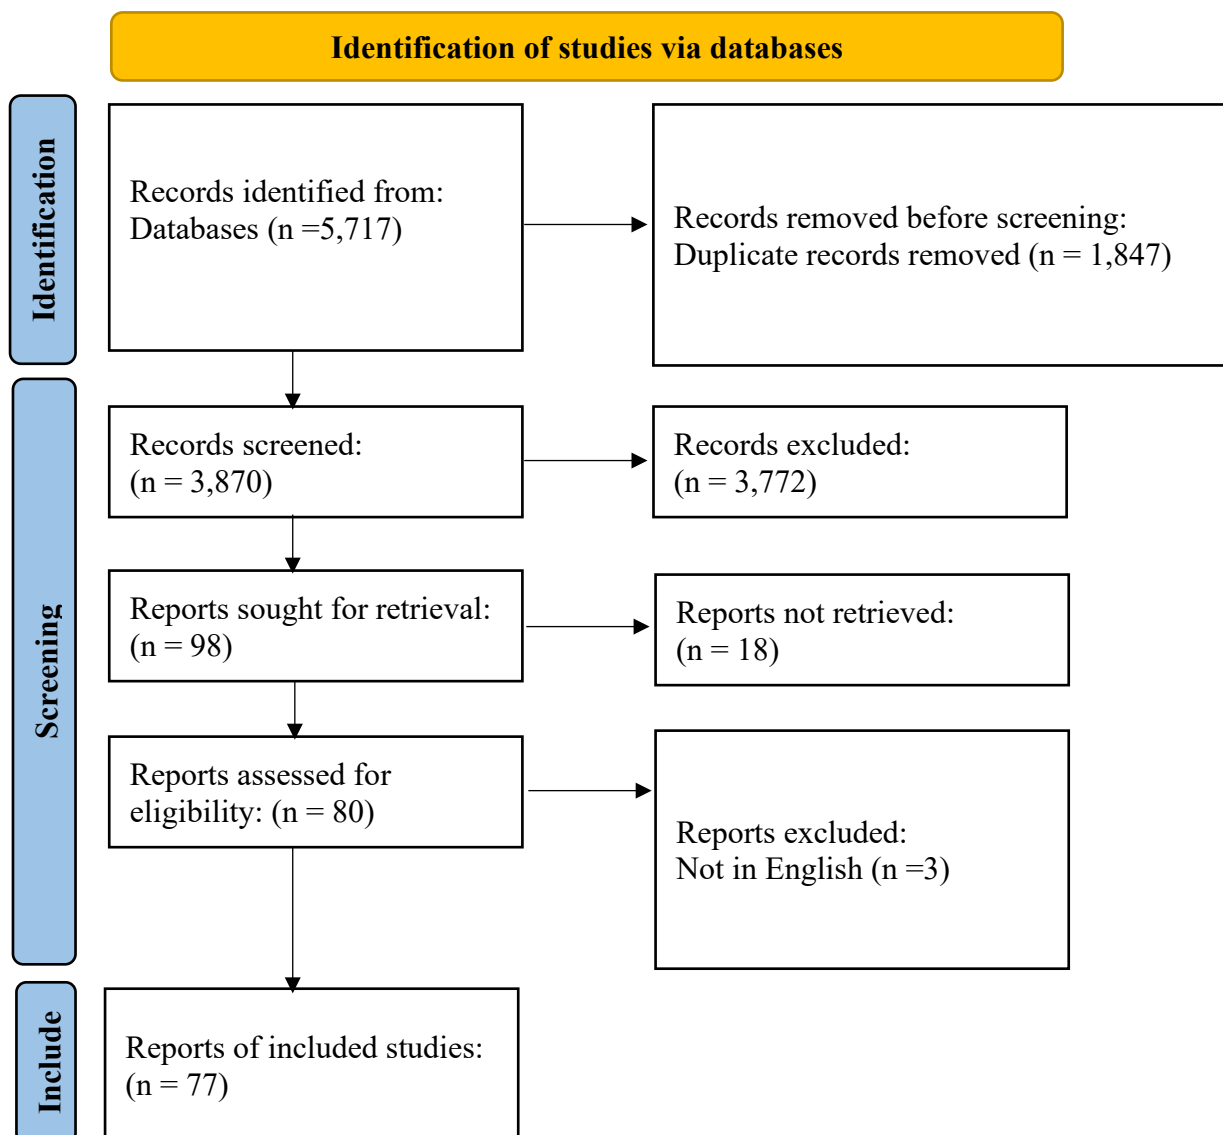 Identification of studies via databases
Identification
Records identified from:
Databases (n =5,717)
Records removed before screening:
Duplicate records removed (n = 1,847)
Screening
Records screened:
(n = 3,870)
Records excluded:
(n = 3,772)
Reports sought for retrieval:
(n = 98)
Reports not retrieved:
(n = 18)
Reports assessed for
eligibility: (n = 80)
Reports excluded:
Not in English (n =3)
Include
Reports of included studies:
(n = 77)